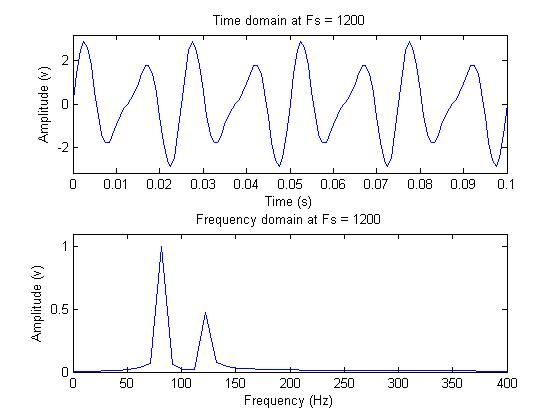 Time domain at Fs = 1200
2
0
-2
Amplitude (v)
0 0.01 0.02 0.03 0.04 0.05 0.06 0.07 0.08 0.09 0.1
Time (s)
Frequency domain at Fs = 1200
1
0.5
0
Amplitude (v)
0 50 100 150 200 250 300 350 400
Frequency (Hz)